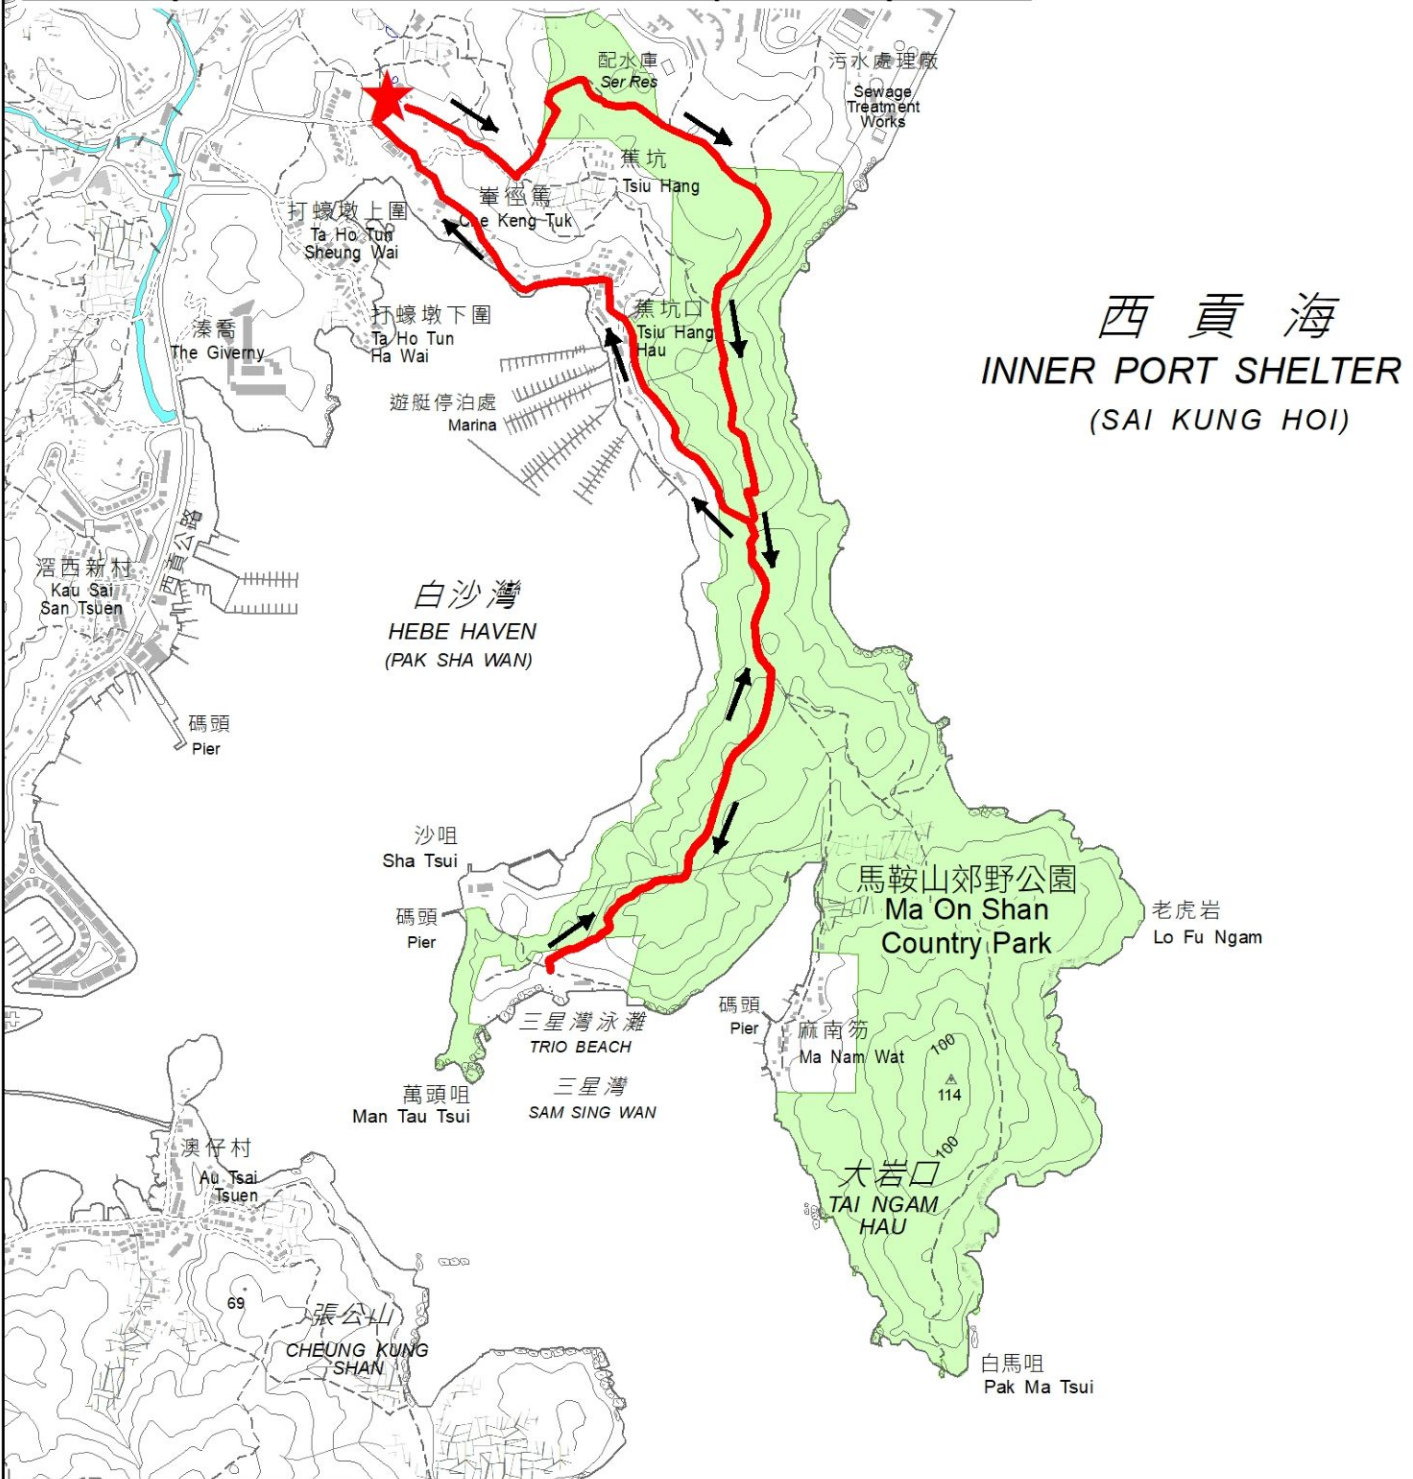 配水庫
Ser Res
污水處理廠
Sewage
Treatment
Works
蕉坑
Tsiu Hang
輋徑篤
Che Keng Tuk
打蠔墩上圍
Ta Ho Tun
Sheung Wai
打蠔墩下圍
Ta Ho Tun
Ha Wai
溱喬
The Giverny
蕉坑口
Tsiu Hang
Hau
西貢海
INNER PORT SHELTER
(SAI KUNG HOI)
遊艇停泊處
Marina
西貢公路
滘西新村
Kau Sai
San Tsuen
白沙灣
HEBE HAVEN
(PAK SHA WAN)
碼頭
Pier
沙咀
Sha Tsui
碼頭
Pier
馬鞍山郊野公園
Ma On Shan
Country Park
老虎岩
Lo Fu Ngam
三星灣泳灘
TRIO BEACH
碼頭
Pier
麻南笏
Ma Nam Wat
三星灣
SAM SING WAN
萬頭咀
Man Tau Tsui
100
114
100
澳仔村
Au Tsai
Tsuen
大岩口
TAI NGAM
HAU
69
張公山
CHEUNG KUNG
SHAN
白馬咀
Pak Ma Tsui